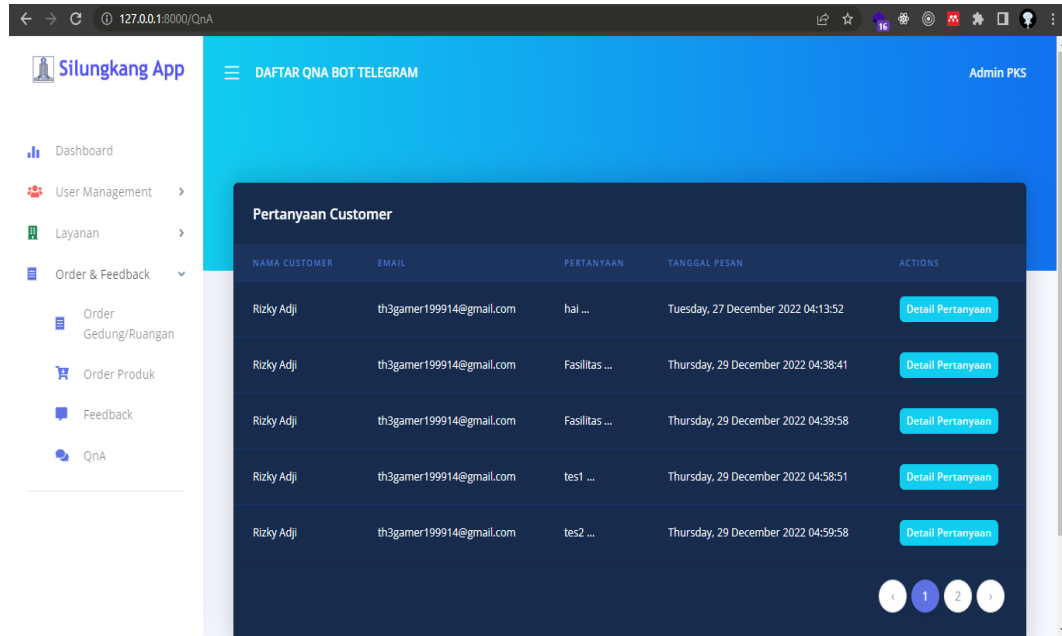 127.0.0.1:8000/QnA
16
Silungkang App
DAFTAR QNA BOT TELEGRAM
Admin PKS
Dashboard
User Management
Layanan
Order & Feedback
Order
Gedung/Ruangan
Order Produk
Feedback
QnA
Pertanyaan Customer
NAMA CUSTOMER EMAIL PERTANYAAN TANGGAL PESAN ACTIONS
Rizky Adji th3gamer199914@gmail.com hai ... Tuesday, 27 December 2022 04:13:52 Detail Pertanyaan
Rizky Adji th3gamer199914@gmail.com Fasilitas ... Thursday, 29 December 2022 04:38:41 Detail Pertanyaan
Rizky Adji th3gamer199914@gmail.com Fasilitas ... Thursday, 29 December 2022 04:39:58 Detail Pertanyaan
Rizky Adji th3gamer199914@gmail.com tes1 ... Thursday, 29 December 2022 04:58:51 Detail Pertanyaan
Rizky Adji th3gamer199914@gmail.com tes2 ... Thursday, 29 December 2022 04:59:58 Detail Pertanyaan
‹ 1 2 ›